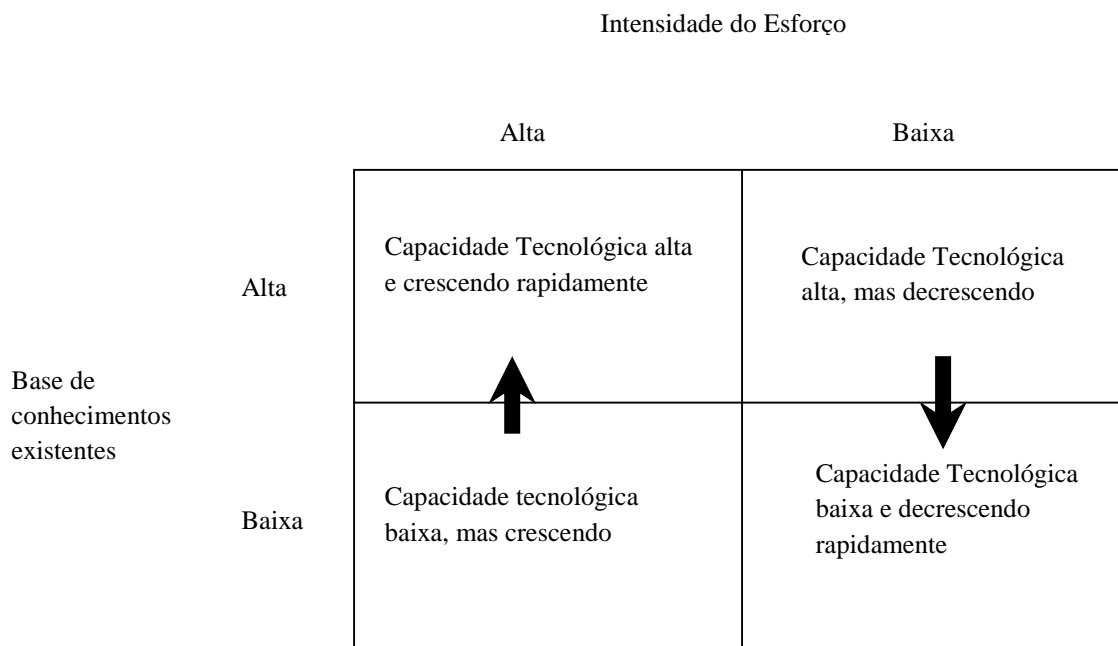 Intensidade do Esforço
Alta
Baixa
Capacidade Tecnológica alta
e crescendo rapidamente
Capacidade Tecnológica
alta, mas decrescendo
Alta
Base de
conhecimentos
existentes
Capacidade tecnológica
baixa, mas crescendo
Capacidade Tecnológica
baixa e decrescendo
rapidamente
Baixa